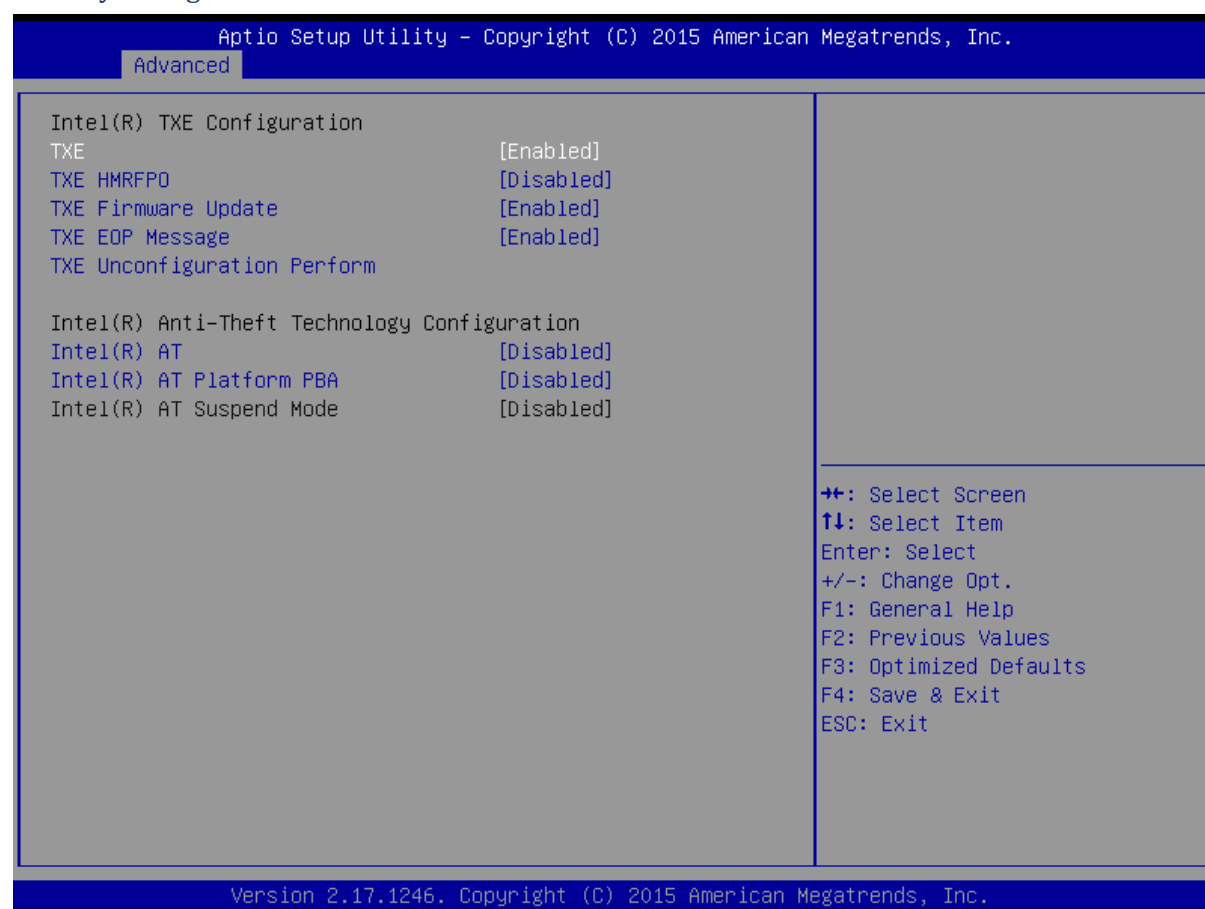 Aptio Setup Utility – Copyright (C) 2015 American Megatrends, Inc.
Advanced
Intel(R) TXE Configuration
TXE [Enabled]
TXE HMRFPO [Disabled]
TXE Firmware Update [Enabled]
TXE EOP Message [Enabled]
TXE Unconfiguration Perform
Intel(R) Anti-Theft Technology Configuration
Intel(R) AT [Disabled]
Intel(R) AT Platform PBA [Disabled]
Intel(R) AT Suspend Mode [Disabled]
→←: Select Screen
↑↓: Select Item
Enter: Select
+/-: Change Opt.
F1: General Help
F2: Previous Values
F3: Optimized Defaults
F4: Save & Exit
ESC: Exit
Version 2.17.1246. Copyright (C) 2015 American Megatrends, Inc.